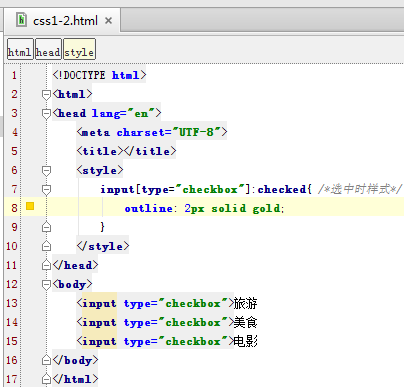 css1-2.html
html head style
1 <!DOCTYPE html>
2 <html>
3 <head lang="en">
4 <meta charset="UTF-8">
5 <title></title>
6 <style>
7 input[type="checkbox"]:checked{ /*选中时样式*/
8 outline: 2px solid gold;
9 }
10 </style>
11 </head>
12 <body>
13 <input type="checkbox">旅游
14 <input type="checkbox">美食
15 <input type="checkbox">电影
16 </body>
17 </html>